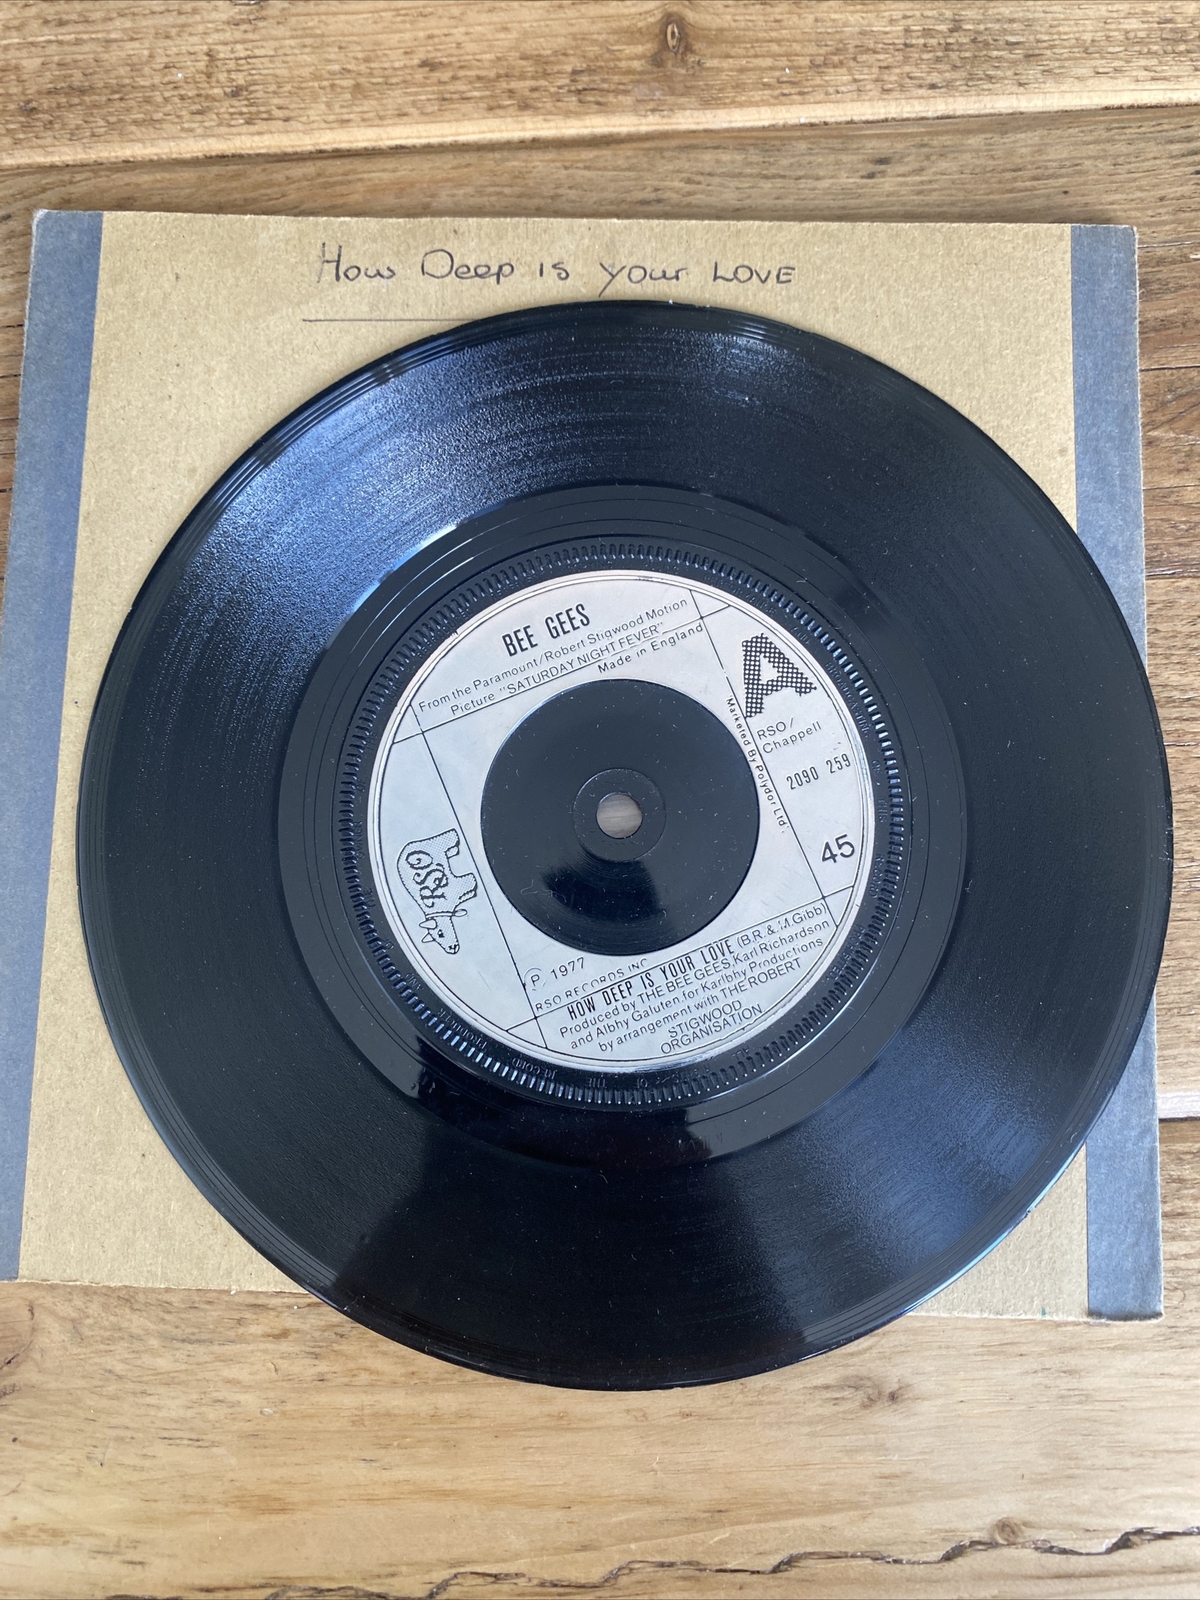 How Deep is your LOVE
BEE GEES
From the Paramount/Robert Stigwood Motion
Picture "SATURDAY NIGHT FEVER"
Made in England
A
RSO /
Chappell
2090 259
Marketed By Polydor Ltd.
45
RSO
℗ 1977
RSO RECORDS INC.
HOW DEEP IS YOUR LOVE (B.R. & M.Gibb)
Produced by THE BEE GEES, Karl Richardson
and Albhy Galuten, for Karlbhy Productions
by arrangement with THE ROBERT
STIGWOOD
ORGANISATION